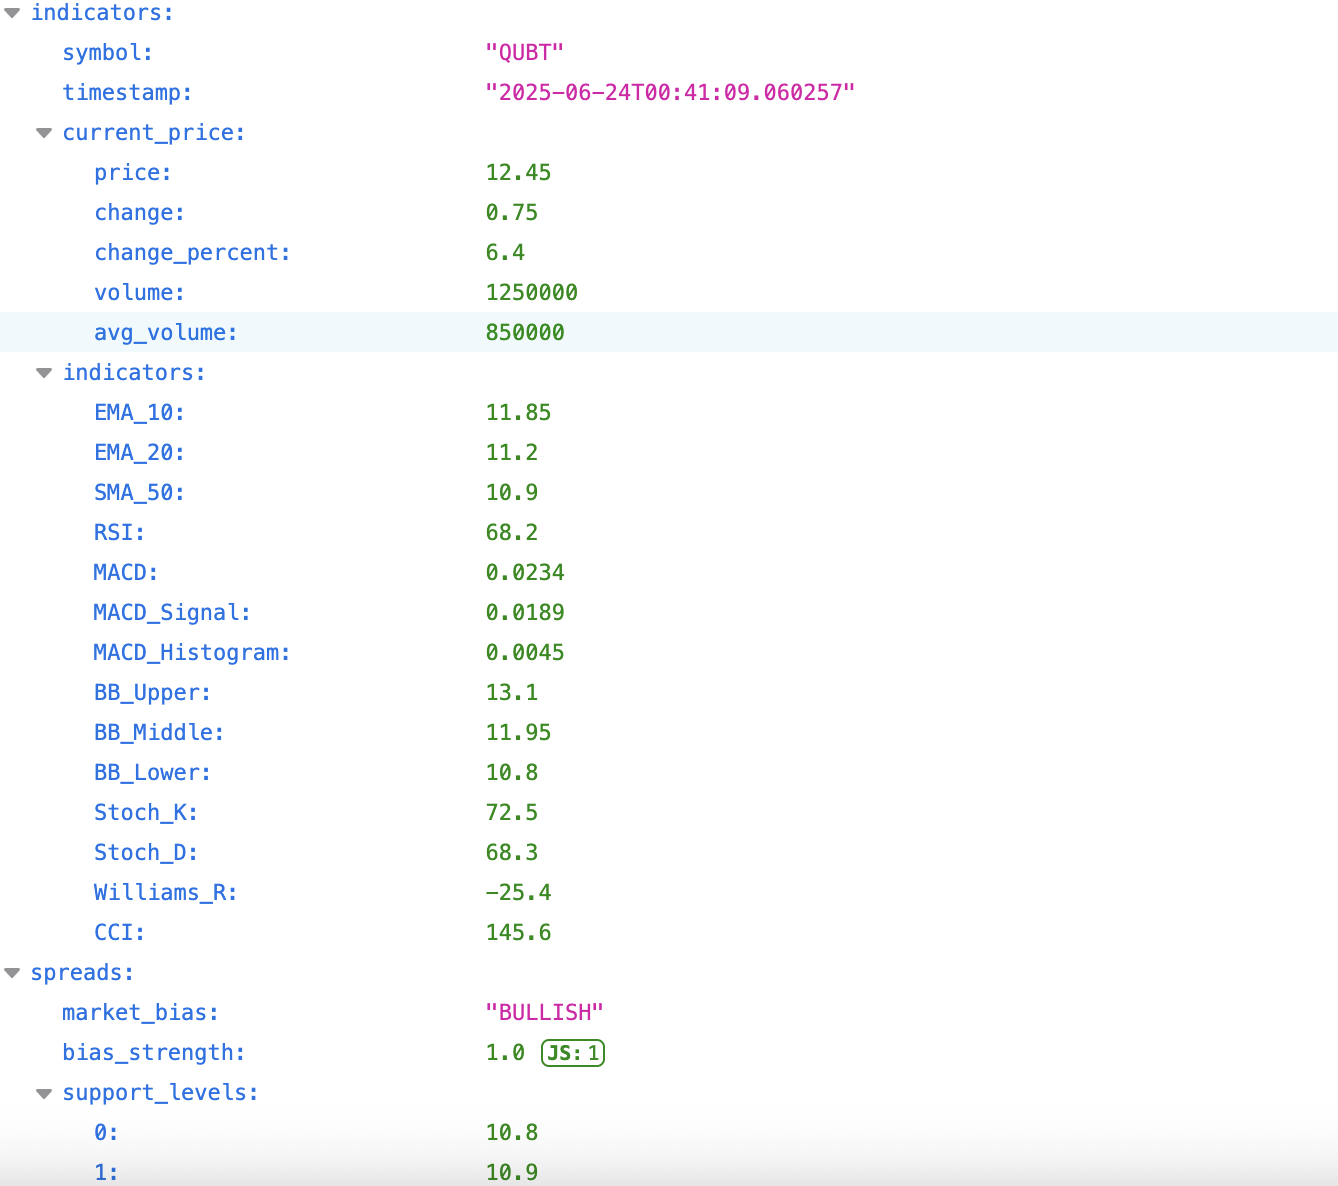 indicators:
symbol: "QUBT"
timestamp: "2025-06-24T00:41:09.060257"
current_price:
price: 12.45
change: 0.75
change_percent: 6.4
volume: 1250000
avg_volume: 850000
indicators:
EMA_10: 11.85
EMA_20: 11.2
SMA_50: 10.9
RSI: 68.2
MACD: 0.0234
MACD_Signal: 0.0189
MACD_Histogram: 0.0045
BB_Upper: 13.1
BB_Middle: 11.95
BB_Lower: 10.8
Stoch_K: 72.5
Stoch_D: 68.3
Williams_R: -25.4
CCI: 145.6
spreads:
market_bias: "BULLISH"
bias_strength: 1.0 JS: 1
support_levels:
0: 10.8
1: 10.9